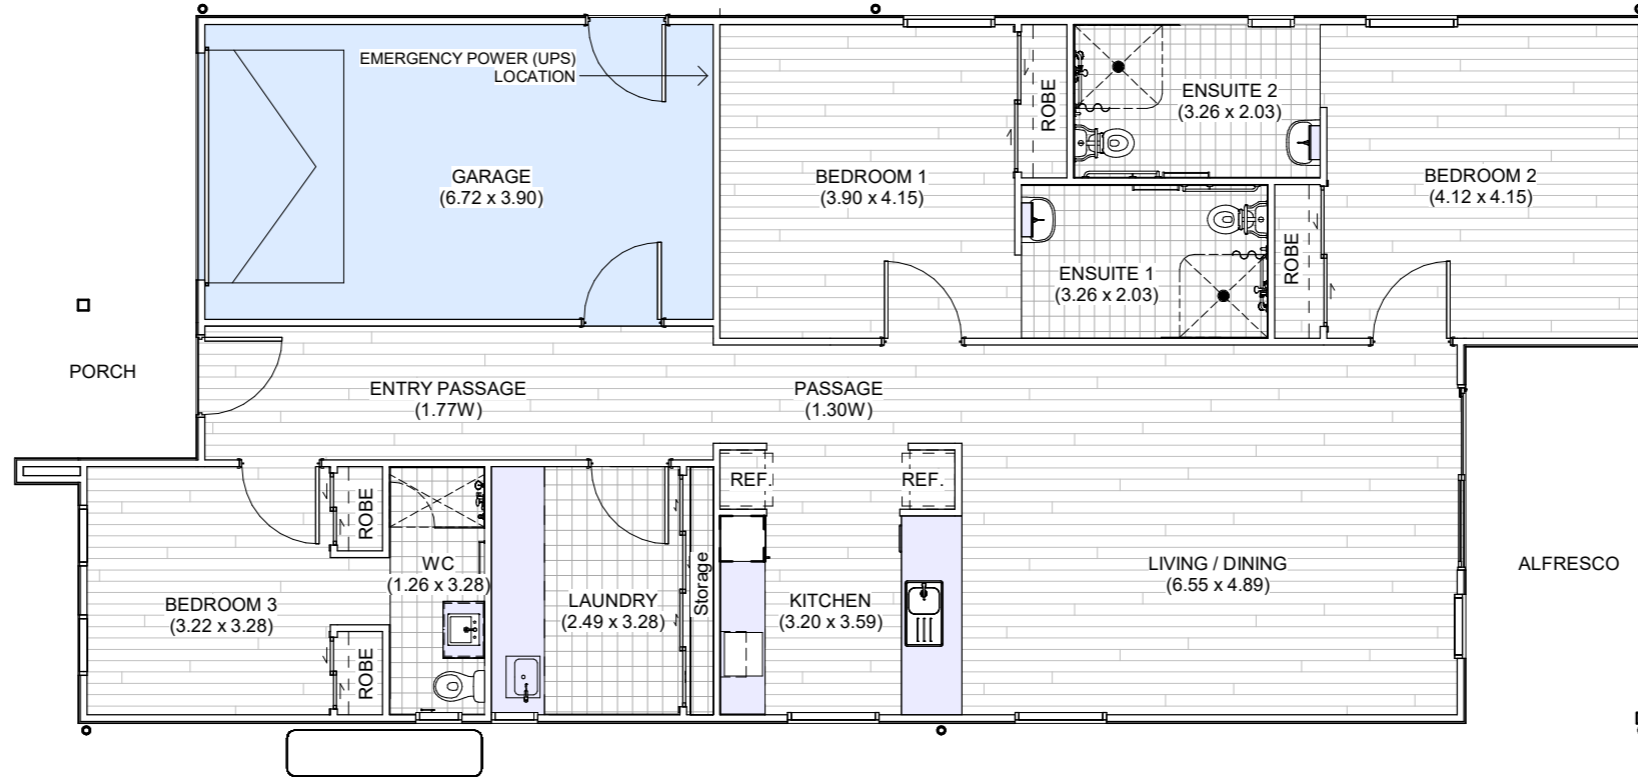 EMERGENCY POWER (UPS)
LOCATION
ROBE
ENSUITE 2
(3.26 x 2.03)
GARAGE
(6.72 x 3.90)
BEDROOM 1
(3.90 x 4.15)
BEDROOM 2
(4.12 x 4.15)
ENSUITE 1
(3.26 x 2.03)
ROBE
PORCH
ENTRY PASSAGE
(1.77W)
PASSAGE
(1.30W)
REF.
REF.
ROBE
WC
(1.26 x 3.28)
BEDROOM 3
(3.22 x 3.28)
LAUNDRY
(2.49 x 3.28)
Storage
KITCHEN
(3.20 x 3.59)
LIVING / DINING
(6.55 x 4.89)
ALFRESCO
ROBE